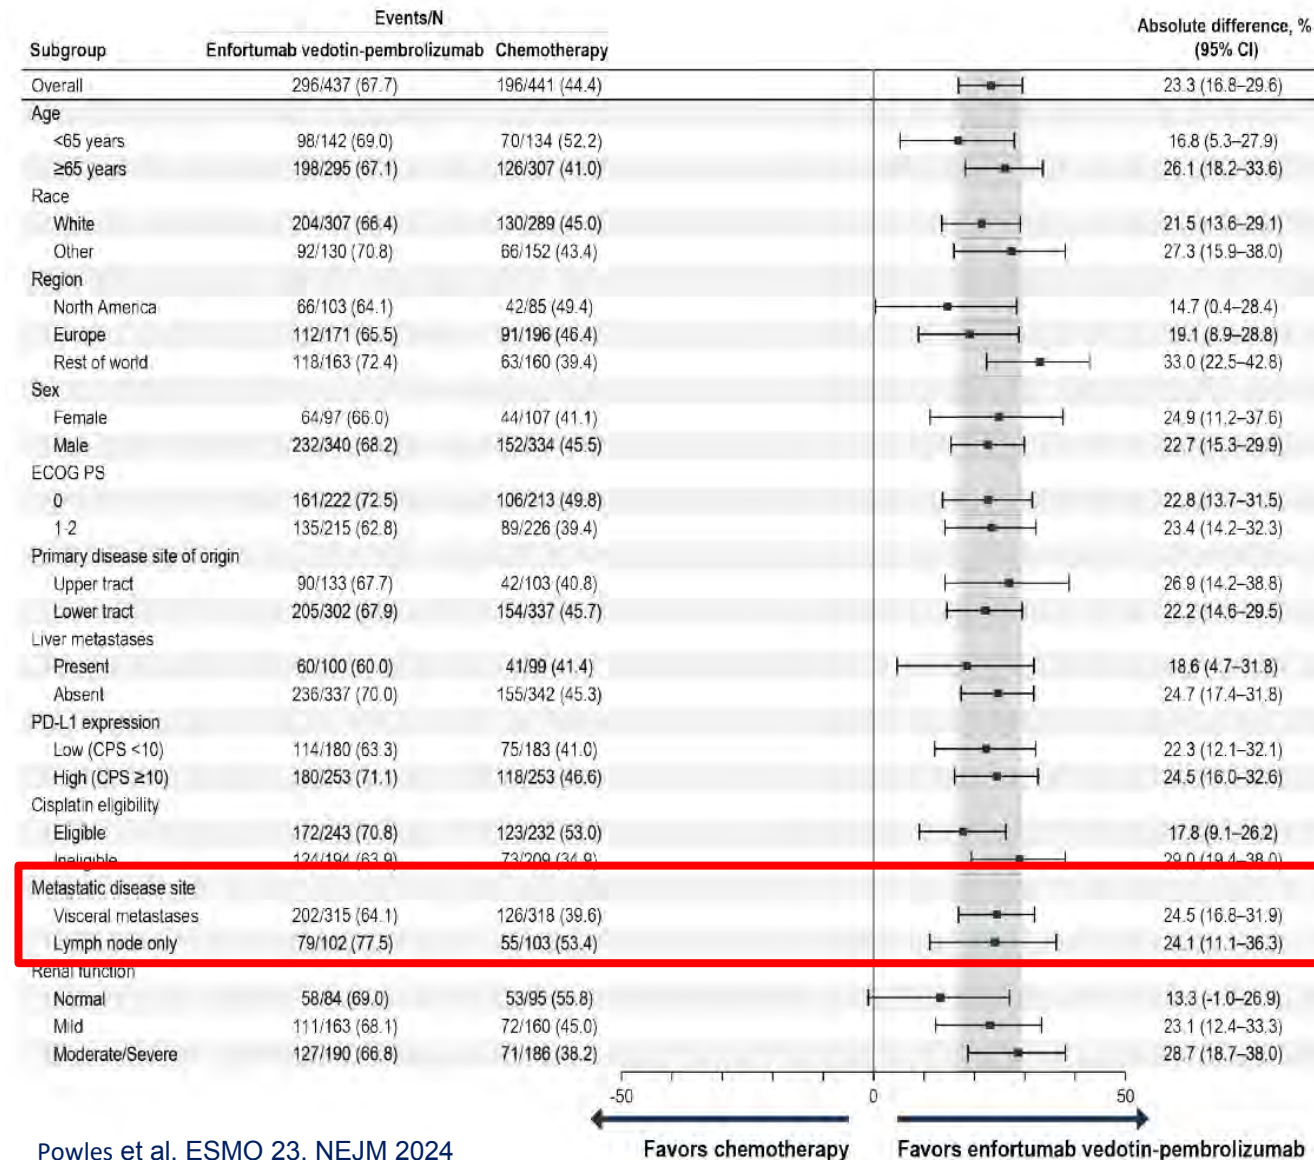 Events/N
Absolute difference, %
Subgroup Enfortumab vedotin-pembrolizumab Chemotherapy (95% CI)
Overall 296/437 (67.7) 196/441 (44.4) 23.3 (16.8–29.6)
Age
<65 years 98/142 (69.0) 70/134 (52.2) 16.8 (5.3–27.9)
≥65 years 198/295 (67.1) 126/307 (41.0) 26.1 (18.2–33.6)
Race
White 204/307 (66.4) 130/289 (45.0) 21.5 (13.6–29.1)
Other 92/130 (70.8) 66/152 (43.4) 27.3 (15.9–38.0)
Region
North America 66/103 (64.1) 42/85 (49.4) 14.7 (0.4–28.4)
Europe 112/171 (65.5) 91/196 (46.4) 19.1 (8.9–28.8)
Rest of world 118/163 (72.4) 63/160 (39.4) 33.0 (22.5–42.8)
Sex
Female 64/97 (66.0) 44/107 (41.1) 24.9 (11.2–37.6)
Male 232/340 (68.2) 152/334 (45.5) 22.7 (15.3–29.9)
ECOG PS
0 161/222 (72.5) 106/213 (49.8) 22.8 (13.7–31.5)
1-2 135/215 (62.8) 89/226 (39.4) 23.4 (14.2–32.3)
Primary disease site of origin
Upper tract 90/133 (67.7) 42/103 (40.8) 26.9 (14.2–38.8)
Lower tract 205/302 (67.9) 154/337 (45.7) 22.2 (14.6–29.5)
Liver metastases
Present 60/100 (60.0) 41/99 (41.4) 18.6 (4.7–31.8)
Absent 236/337 (70.0) 155/342 (45.3) 24.7 (17.4–31.8)
PD-L1 expression
Low (CPS <10) 114/180 (63.3) 75/183 (41.0) 22.3 (12.1–32.1)
High (CPS ≥10) 180/253 (71.1) 118/253 (46.6) 24.5 (16.0–32.6)
Cisplatin eligibility
Eligible 172/243 (70.8) 123/232 (53.0) 17.8 (9.1–26.2)
Ineligible 124/194 (63.9) 73/209 (34.9) 29.0 (19.4–38.0)
Metastatic disease site
Visceral metastases 202/315 (64.1) 126/318 (39.6) 24.5 (16.8–31.9)
Lymph node only 79/102 (77.5) 55/103 (53.4) 24.1 (11.1–36.3)
Renal function
Normal 58/84 (69.0) 53/95 (55.8) 13.3 (-1.0–26.9)
Mild 111/163 (68.1) 72/160 (45.0) 23.1 (12.4–33.3)
Moderate/Severe 127/190 (66.8) 71/186 (38.2) 28.7 (18.7–38.0)
-50 0 50
Powles et al. ESMO 23. NEJM 2024 Favors chemotherapy Favors enfortumab vedotin-pembrolizumab